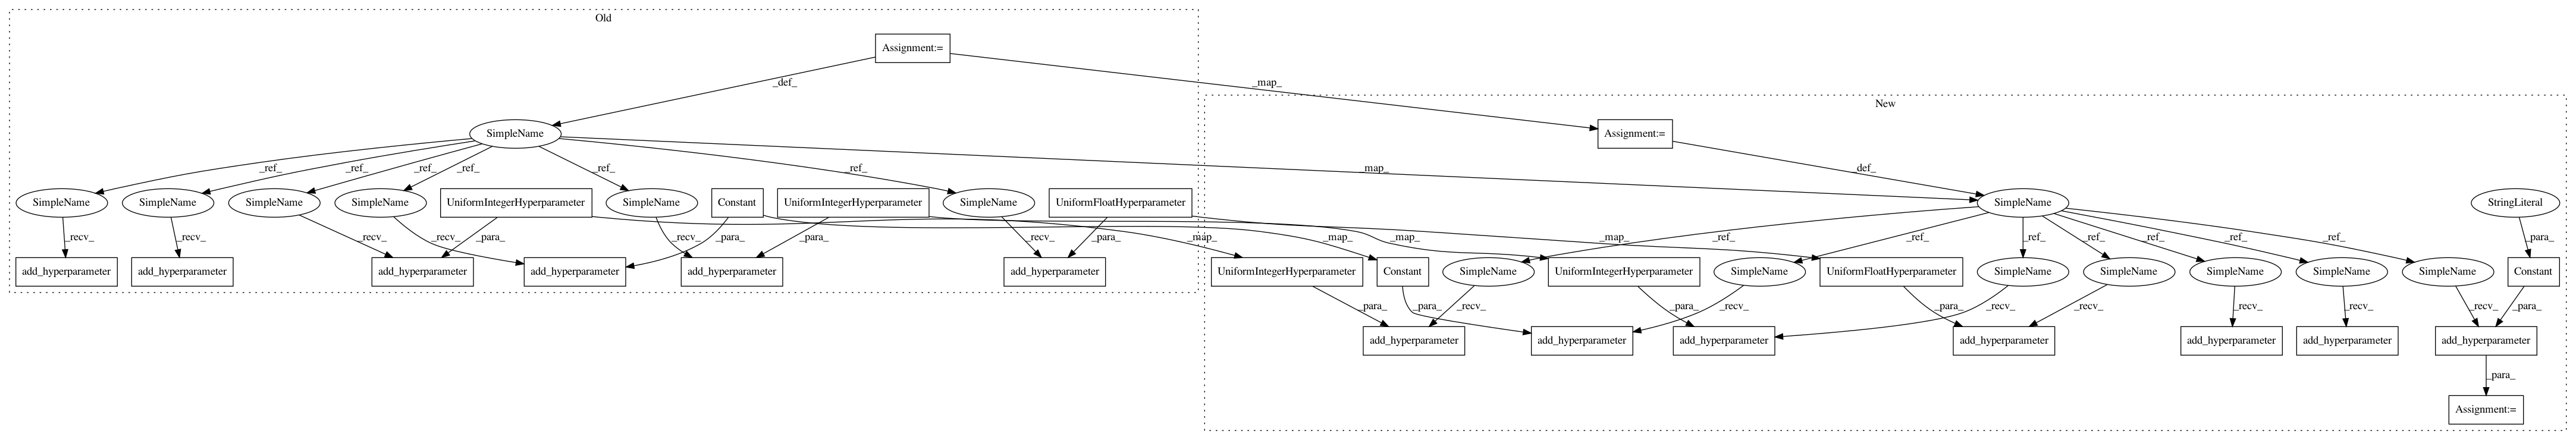 Old
Assignment:=
_def_
_map_
New
SimpleName
Assignment:=
_ref_
_ref_
_ref_
_ref_
_ref_
_ref_
_map_
_def_
SimpleName
SimpleName
SimpleName
SimpleName
UniformIntegerHyperparameter
SimpleName
Constant
UniformIntegerHyperparameter
SimpleName
UniformFloatHyperparameter
SimpleName
StringLiteral
_recv_
_recv_
_recv_
_recv_
_para_
_recv_
_para_
_para_
_recv_
_para_
_map_
_map_
_map_
_map_
_ref_
_ref_
_ref_
_ref_
_ref_
_ref_
_ref_
_para_
add_hyperparameter
add_hyperparameter
add_hyperparameter
add_hyperparameter
add_hyperparameter
add_hyperparameter
UniformIntegerHyperparameter
Constant
SimpleName
UniformIntegerHyperparameter
SimpleName
UniformFloatHyperparameter
SimpleName
SimpleName
SimpleName
SimpleName
SimpleName
Constant
_para_
_para_
_recv_
_para_
_recv_
_para_
_recv_
_recv_
_recv_
_recv_
_recv_
_para_
add_hyperparameter
add_hyperparameter
add_hyperparameter
add_hyperparameter
add_hyperparameter
add_hyperparameter
add_hyperparameter
_para_
Assignment:=